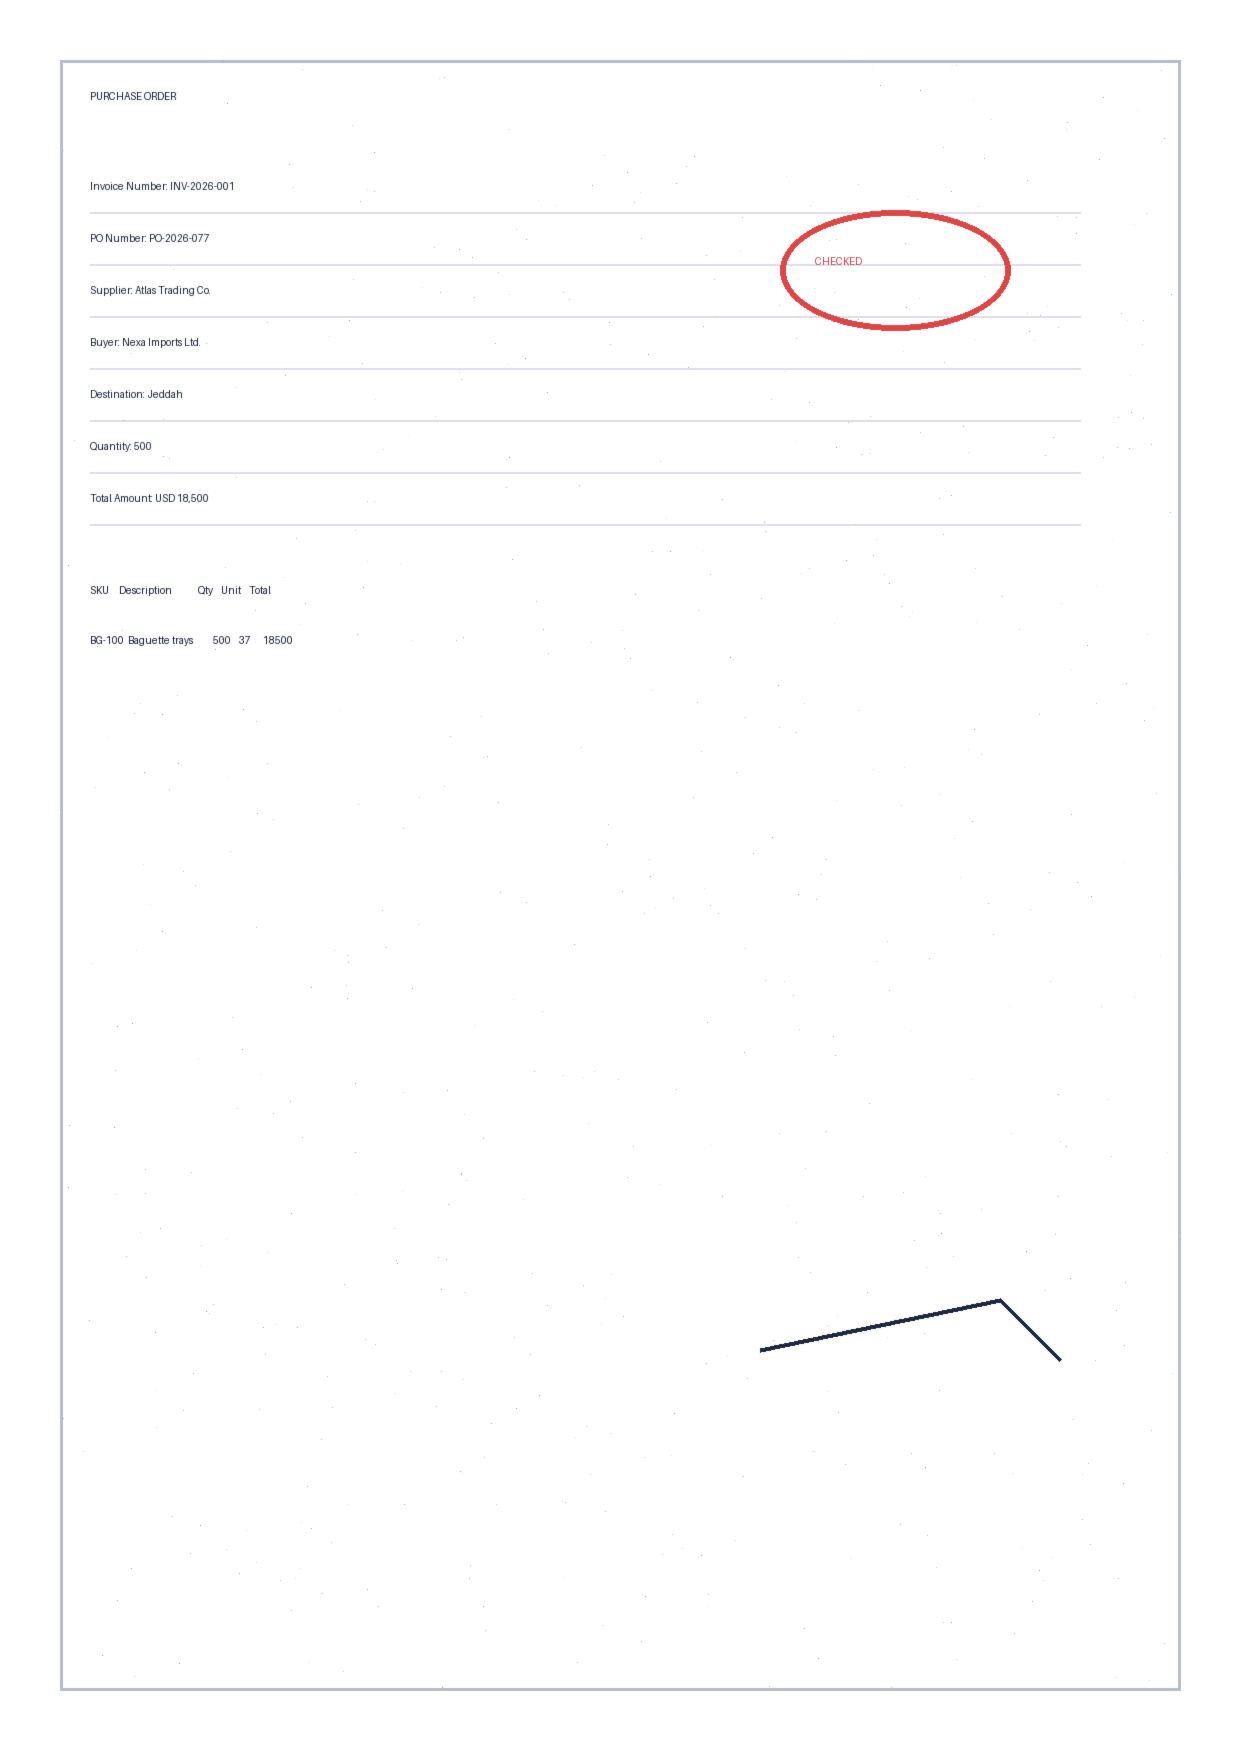 PURCHASE ORDER
Invoice Number: INV-2026-001
PO Number: PO-2026-077
CHECKED
Supplier: Atlas Trading Co.
Buyer: Nexa Imports Ltd.
Destination: Jeddah
Quantity: 500
Total Amount: USD 18,500
SKU Description Qty Unit Total
BG-100 Baguette trays 500 37 18500